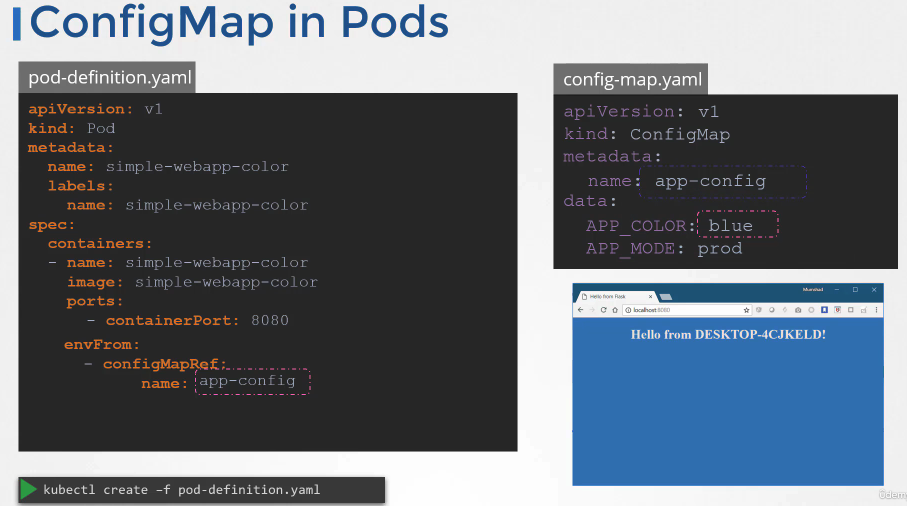 ConfigMap in Pods
pod-definition.yaml
apiVersion: v1
kind: Pod
metadata:
  name: simple-webapp-color
  labels:
    name: simple-webapp-color
spec:
  containers:
  - name: simple-webapp-color
    image: simple-webapp-color
    ports:
      - containerPort: 8080
    envFrom:
      - configMapRef:
            name: app-config
kubectl create -f pod-definition.yaml
config-map.yaml
apiVersion: v1
kind: ConfigMap
metadata:
  name: app-config
data:
  APP_COLOR: blue
  APP_MODE: prod
Mumshad
Hello from Flask
localhost:8080
Hello from DESKTOP-4CJKELD!